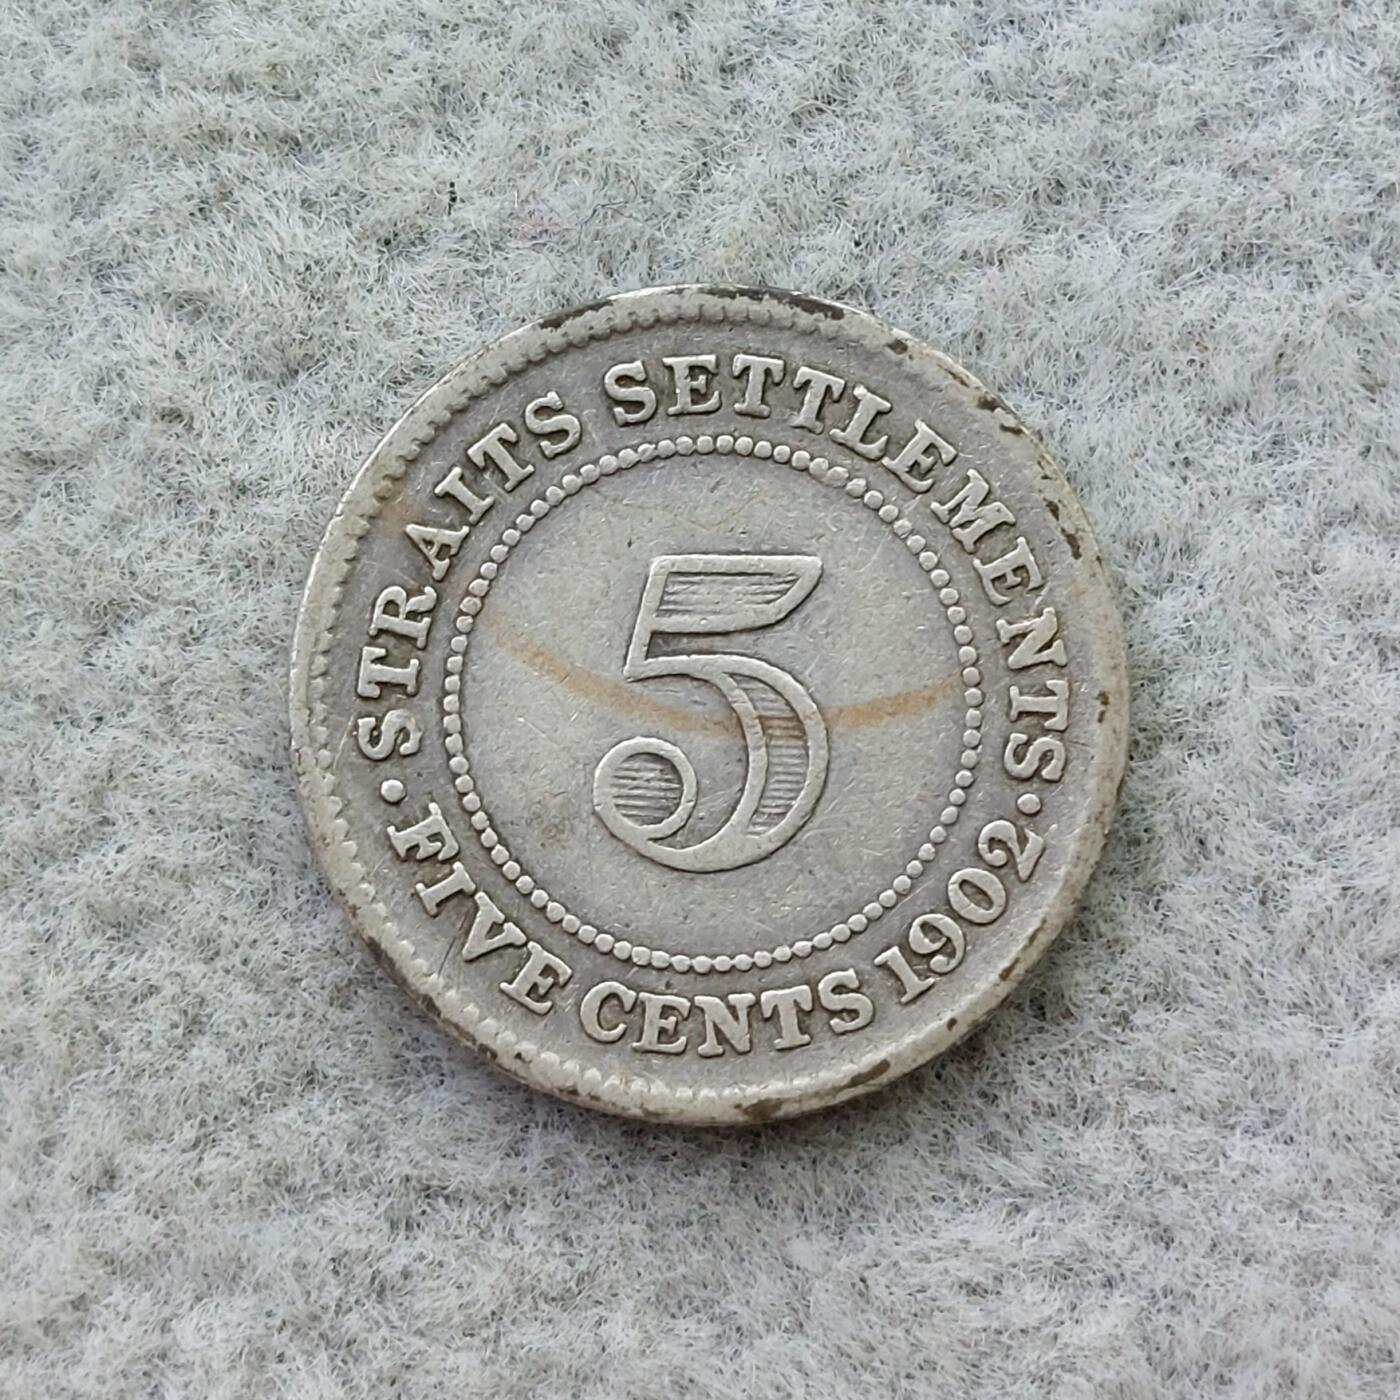 · STRAITS SETTLEMENTS ·
5
FIVE CENTS 1902